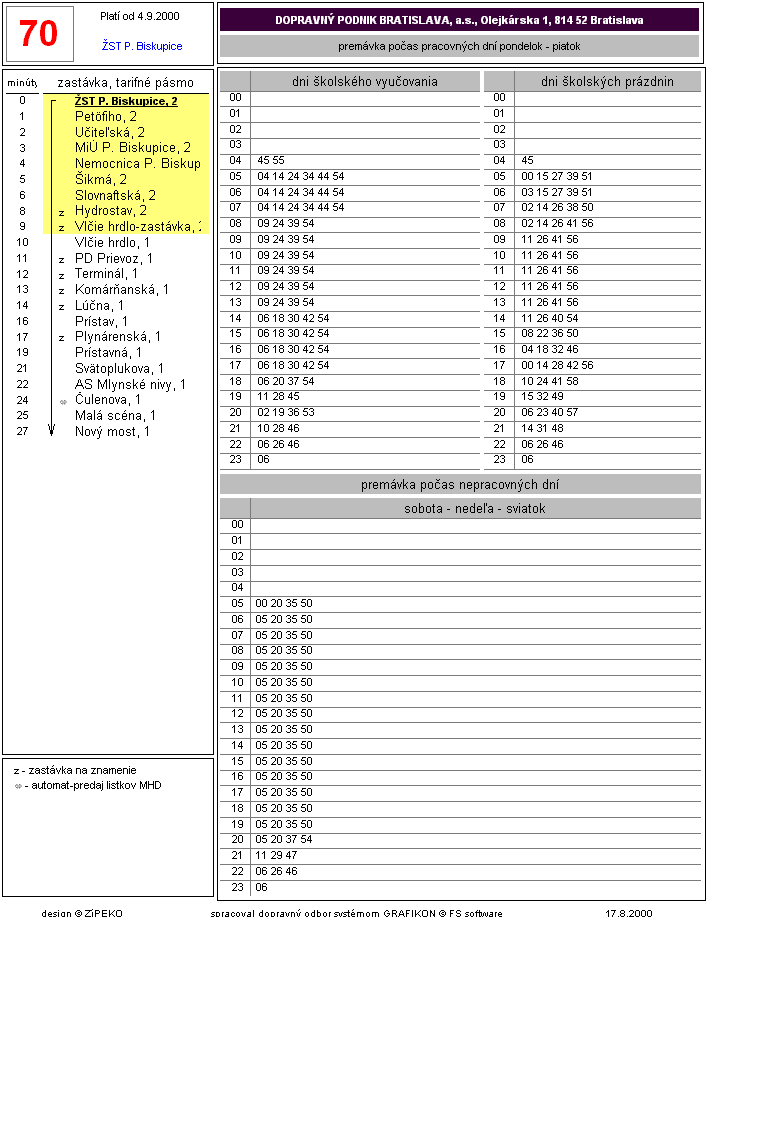 70
Platí od 4.9.2000
ŽST P. Biskupice
DOPRAVNÝ PODNIK BRATISLAVA, a.s., Olejkárska 1, 814 52 Bratislava
premávka počas pracovných dní pondelok - piatok
minúty zastávka, tarifné pásmo
0 ŽST P. Biskupice, 2
1 Petöfiho, 2
2 Učiteľská, 2
3 MiÚ P. Biskupice, 2
4 Nemocnica P. Biskup
5 Šikmá, 2
6 Slovnaftská, 2
8 z Hydrostav, 2
9 z Vlčie hrdlo-zastávka, 2
10 Vlčie hrdlo, 1
11 z PD Prievoz, 1
12 z Terminál, 1
13 z Komárňanská, 1
14 z Lúčna, 1
16 Prístav, 1
17 z Plynárenská, 1
19 Prístavná, 1
21 Svätoplukova, 1
22 AS Mlynské nivy, 1
24 Čulenova, 1
25 Malá scéna, 1
27 Nový most, 1
z - zastávka na znamenie
- automat-predaj lístkov MHD
dni školského vyučovania
00
01
02
03
04 45 55
05 04 14 24 34 44 54
06 04 14 24 34 44 54
07 04 14 24 34 44 54
08 09 24 39 54
09 09 24 39 54
10 09 24 39 54
11 09 24 39 54
12 09 24 39 54
13 09 24 39 54
14 06 18 30 42 54
15 06 18 30 42 54
16 06 18 30 42 54
17 06 18 30 42 54
18 06 20 37 54
19 11 28 45
20 02 19 36 53
21 10 28 46
22 06 26 46
23 06
dni školských prázdnin
00
01
02
03
04 45
05 00 15 27 39 51
06 03 15 27 39 51
07 02 14 26 38 50
08 02 14 26 41 56
09 11 26 41 56
10 11 26 41 56
11 11 26 41 56
12 11 26 41 56
13 11 26 41 56
14 11 26 40 54
15 08 22 36 50
16 04 18 32 46
17 00 14 28 42 56
18 10 24 41 58
19 15 32 49
20 06 23 40 57
21 14 31 48
22 06 26 46
23 06
premávka počas nepracovných dní
sobota - nedeľa - sviatok
00
01
02
03
04
05 00 20 35 50
06 05 20 35 50
07 05 20 35 50
08 05 20 35 50
09 05 20 35 50
10 05 20 35 50
11 05 20 35 50
12 05 20 35 50
13 05 20 35 50
14 05 20 35 50
15 05 20 35 50
16 05 20 35 50
17 05 20 35 50
18 05 20 35 50
19 05 20 35 50
20 05 20 37 54
21 11 29 47
22 06 26 46
23 06
design © ZiPEKO spracoval dopravný odbor systémom GRAFIKON © FS software 17.8.2000